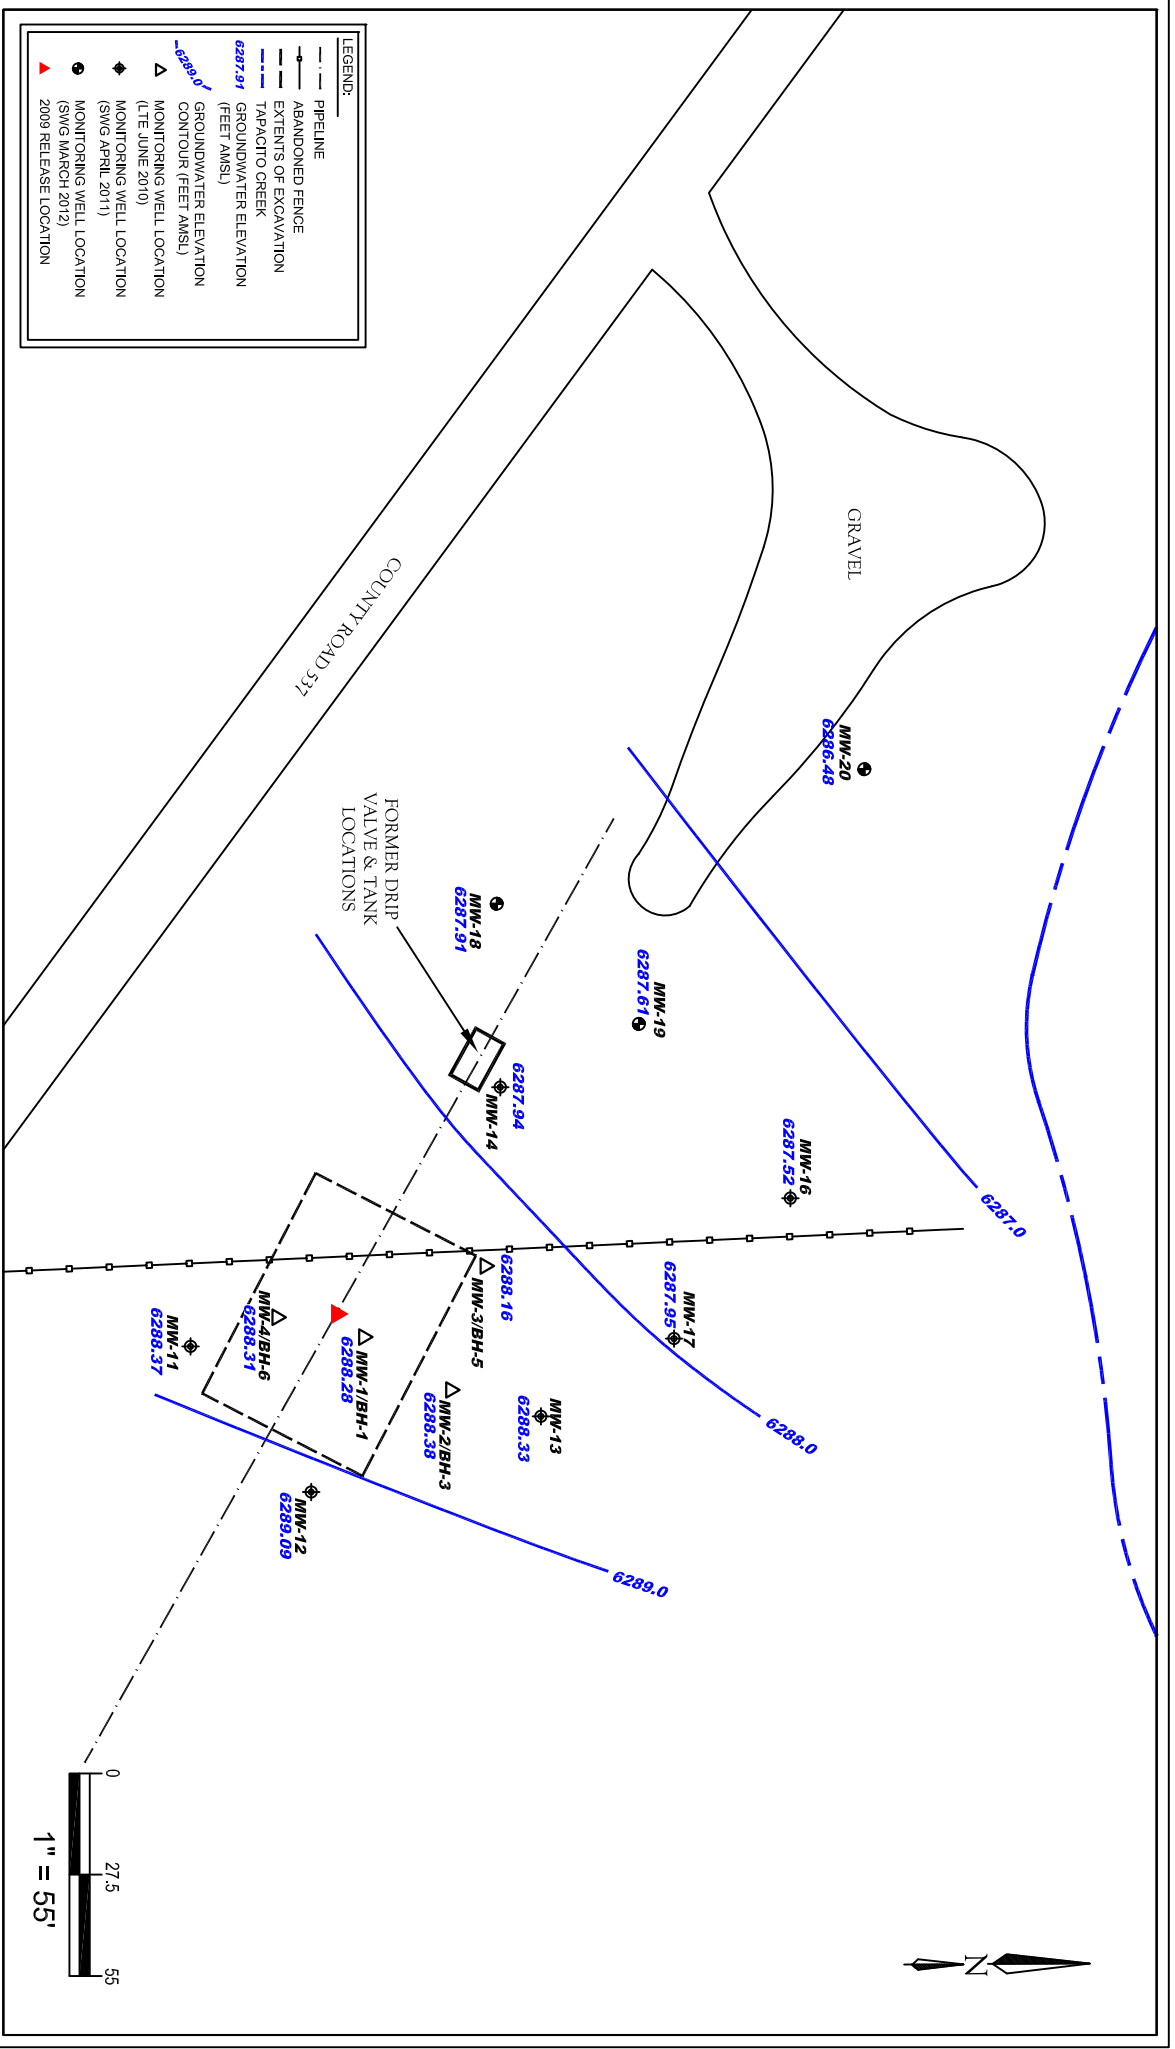 LEGEND:
PIPELINE
ABANDONED FENCE
EXTENTS OF EXCAVATION
TAPACITO CREEK
6287.91
GROUNDWATER ELEVATION
(FEET AMSL)
6289.0
GROUNDWATER ELEVATION
CONTOUR (FEET AMSL)
MONITORING WELL LOCATION
(LTE JUNE 2010)
MONITORING WELL LOCATION
(SWG APRIL 2011)
MONITORING WELL LOCATION
(SWG MARCH 2012)
2009 RELEASE LOCATION
GRAVEL
COUNTY ROAD 537
MW-20
6286.48
FORMER DRIP
VALVE & TANK
LOCATIONS
MW-18
6287.91
MW-19
6287.61
6287.94
MW-14
MW-16
6287.52
6287.0
MW-17
6287.95
6288.16
MW-3/BH-5
MW-4/BH-6
6288.31
MW-11
6288.37
MW-1/BH-1
6288.28
MW-2/BH-3
6288.38
MW-13
6288.33
6288.0
MW-12
6289.09
6289.0
0
27.5
55
1" = 55'
N